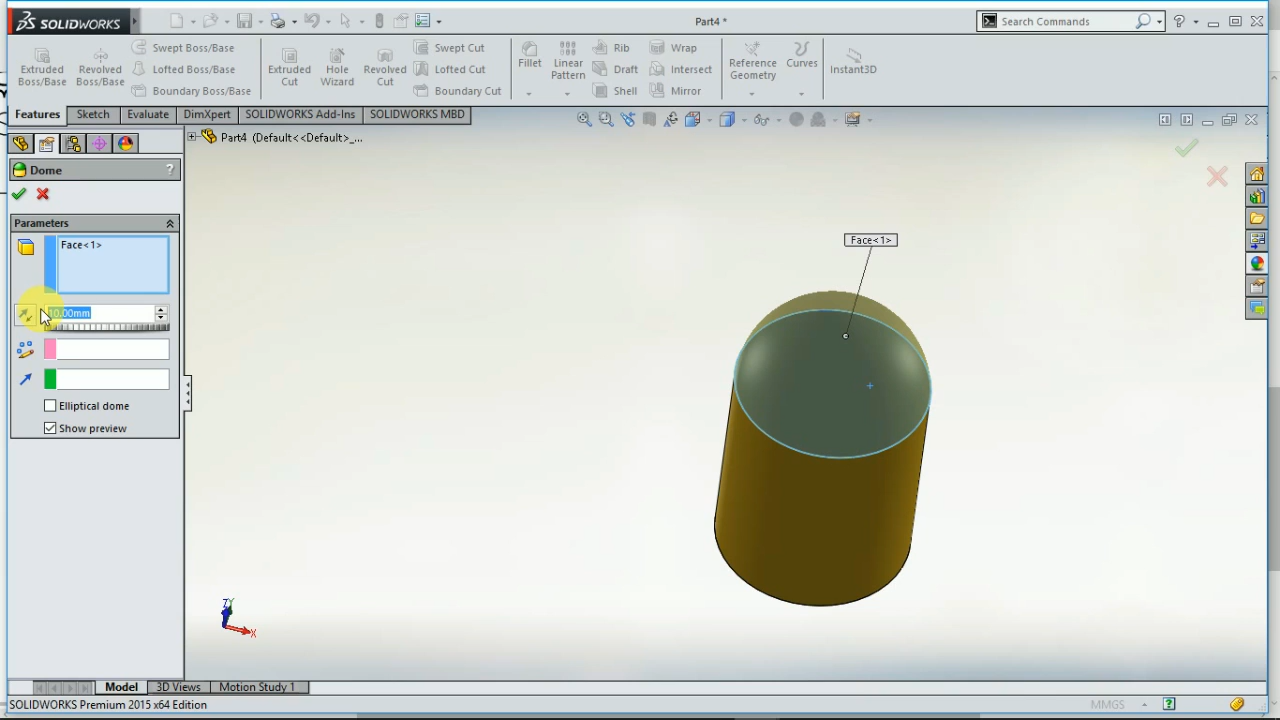 SOLIDWORKS
Part4 *
Search Commands
Extruded Boss/Base
Revolved Boss/Base
Swept Boss/Base
Lofted Boss/Base
Boundary Boss/Base
Extruded Cut
Hole Wizard
Revolved Cut
Swept Cut
Lofted Cut
Boundary Cut
Fillet
Linear Pattern
Rib
Draft
Shell
Wrap
Intersect
Mirror
Reference Geometry
Curves
Instant3D
Features
Sketch
Evaluate
DimXpert
SOLIDWORKS Add-Ins
SOLIDWORKS MBD
Part4 (Default<<Default>_...
Dome
?
Parameters
Face<1>
10.00mm
Elliptical dome
Show preview
Face<1>
Z
Y
X
Model
3D Views
Motion Study 1
SOLIDWORKS Premium 2015 x64 Edition
MMGS